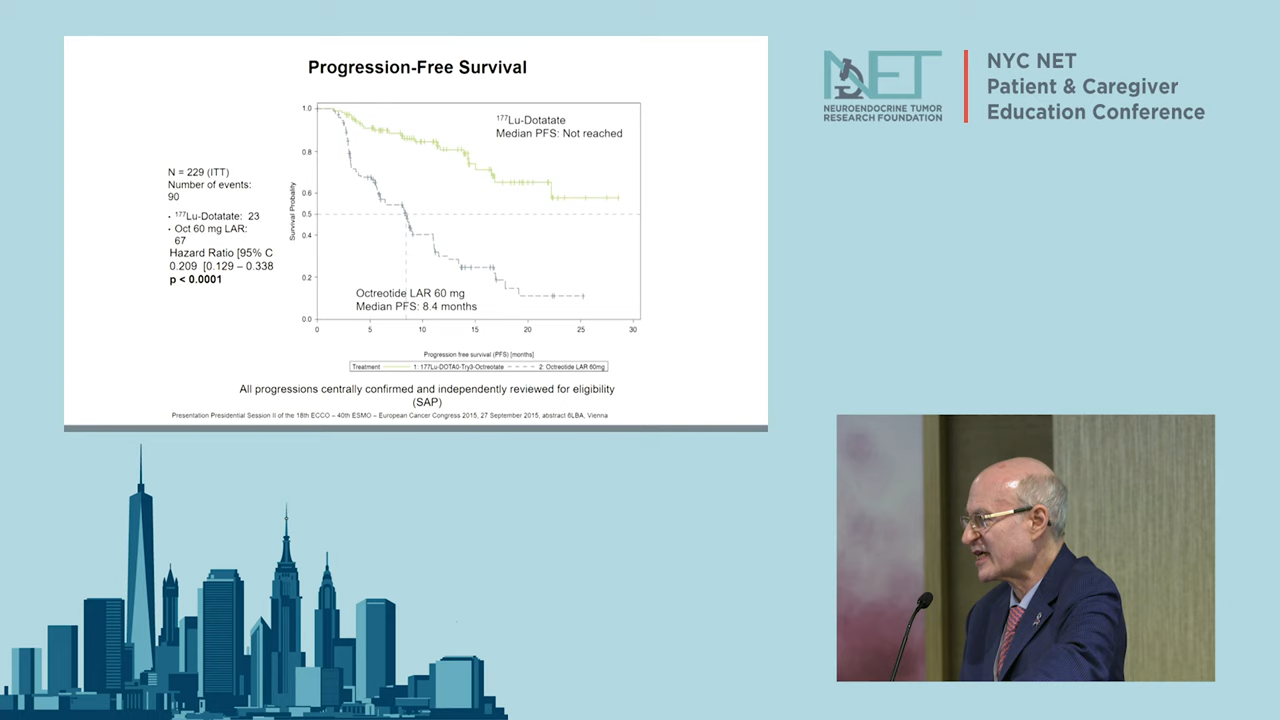 Progression-Free Survival
N = 229 (ITT)
Number of events:
90
· ¹⁷⁷Lu-Dotatate: 23
· Oct 60 mg LAR:
67
Hazard Ratio [95% C
0.209 [0.129 – 0.338
p < 0.0001
Survival Probality
1.0
0.8
0.6
0.5
0.4
0.2
0.0
¹⁷⁷Lu-Dotatate
Median PFS: Not reached
Octreotide LAR 60 mg
Median PFS: 8.4 months
0 5 10 15 20 25 30
Progression free survival (PFS) [months]
Treatment 1: 177Lu-DOTA0-Tyr3-Octreotate 2: Octreotide LAR 60mg
All progressions centrally confirmed and independently reviewed for eligibility
(SAP)
Presentation Presidential Session II of the 18th ECCO – 40th ESMO – European Cancer Congress 2015, 27 September 2015, abstract 6LBA, Vienna
NET
NEUROENDOCRINE TUMOR
RESEARCH FOUNDATION
NYC NET
Patient & Caregiver
Education Conference